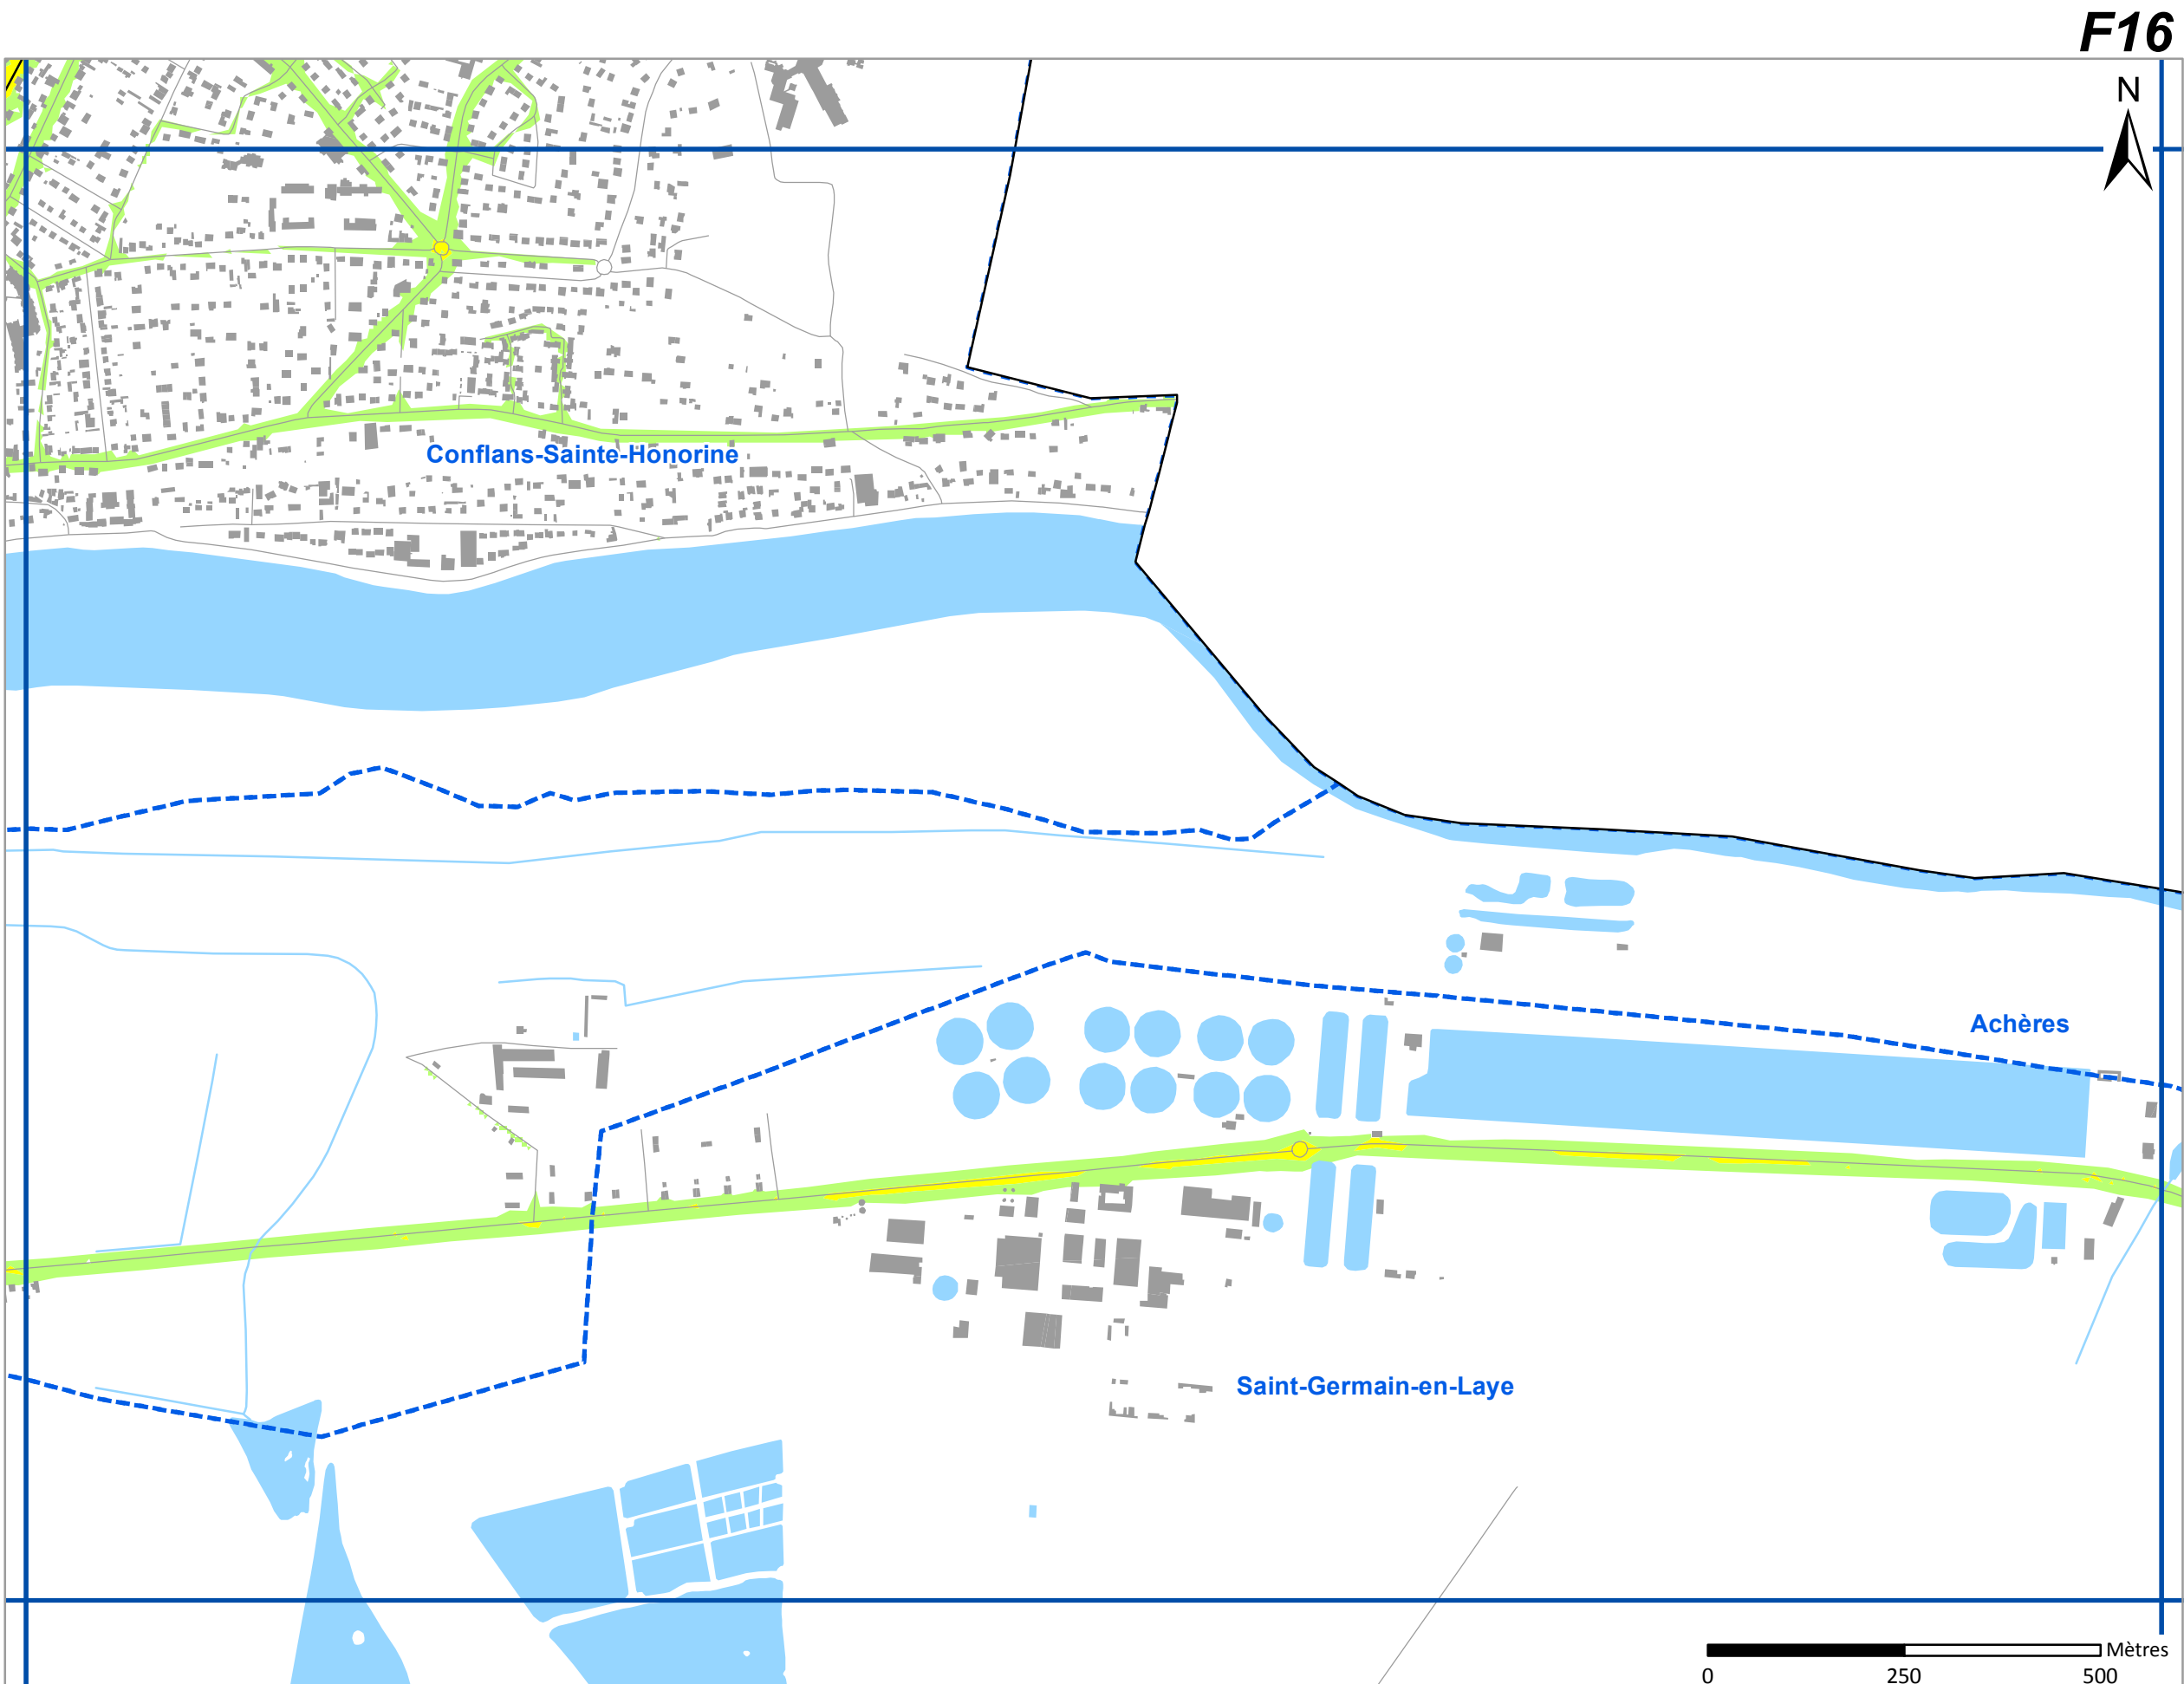 F16
N
Conflans-Sainte-Honorine
Achères
Saint-Germain-en-Laye
Mètres
0 250 500